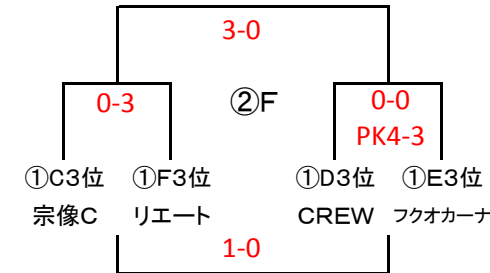 3-0
0-3 ②F 0-0
PK4-3
①C3位 ①F3位 ①D3位 ①E3位
宗像C リエート CREW フクオカーナ
1-0